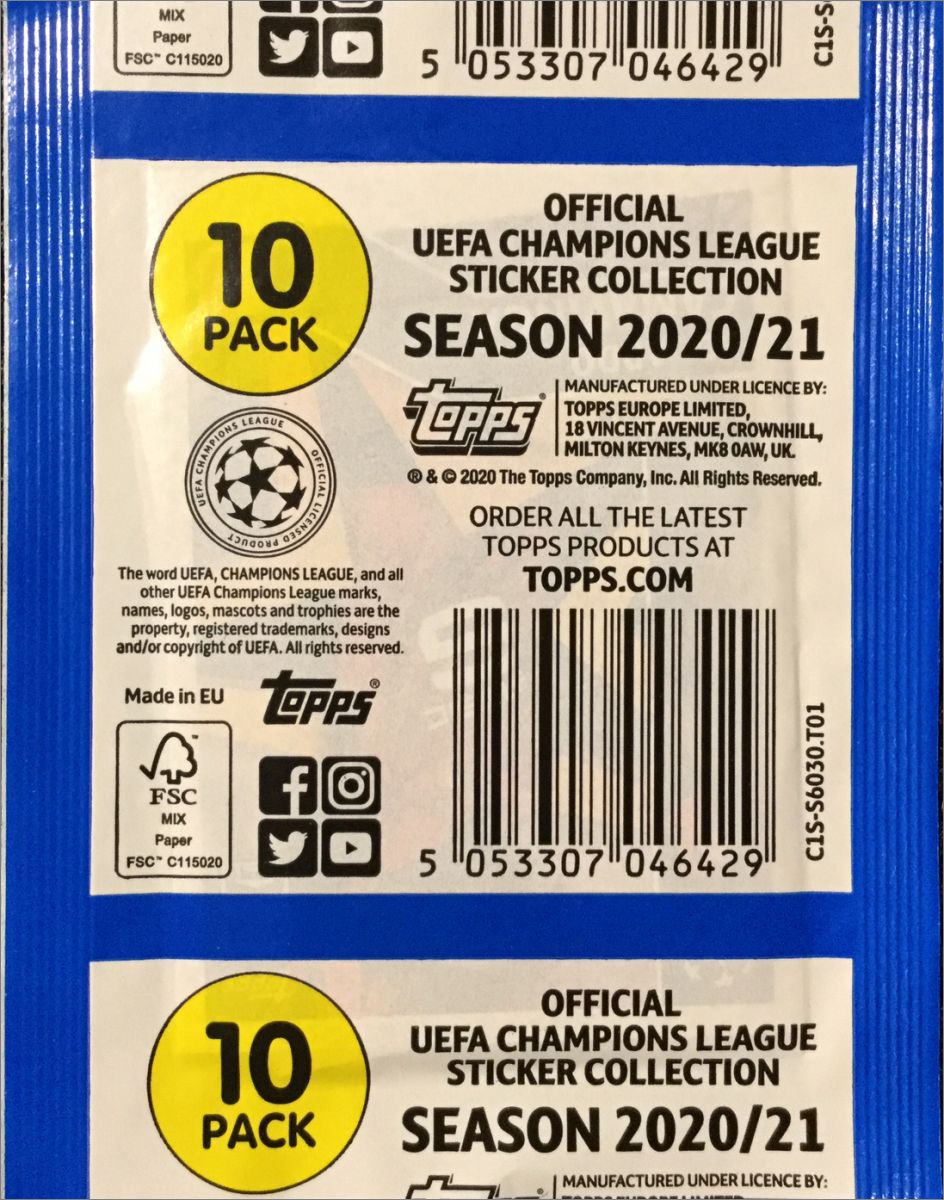 MIX
Paper
FSC™ C115020
5 053307 046429
C1S-S
10
PACK
OFFICIAL
UEFA CHAMPIONS LEAGUE
STICKER COLLECTION
SEASON 2020/21
topps®
MANUFACTURED UNDER LICENCE BY:
TOPPS EUROPE LIMITED,
18 VINCENT AVENUE, CROWNHILL,
MILTON KEYNES, MK8 0AW, UK.
® & © 2020 The Topps Company, Inc. All Rights Reserved.
UEFA CHAMPIONS LEAGUE
OFFICIAL LICENSED PRODUCT
ORDER ALL THE LATEST
TOPPS PRODUCTS AT
TOPPS.COM
The word UEFA, CHAMPIONS LEAGUE, and all
other UEFA Champions League marks,
names, logos, mascots and trophies are the
property, registered trademarks, designs
and/or copyright of UEFA. All rights reserved.
Made in EU
topps®
FSC
MIX
Paper
FSC™ C115020
5 053307 046429
C1S-S6030.T01
10
PACK
OFFICIAL
UEFA CHAMPIONS LEAGUE
STICKER COLLECTION
SEASON 2020/21
MANUFACTURED UNDER LICENCE BY: